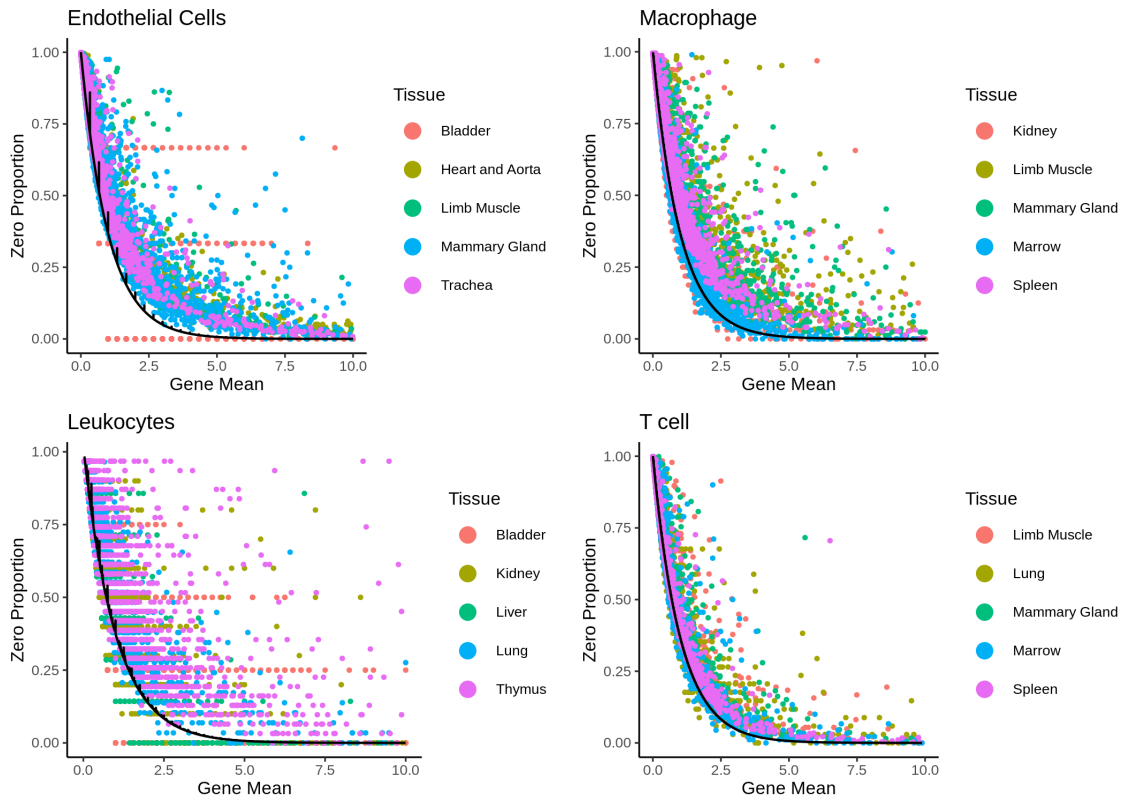 Endothelial Cells
Zero Proportion
1.00
0.75
0.50
0.25
0.00
0.0 2.5 5.0 7.5 10.0
Gene Mean
Tissue
Bladder
Heart and Aorta
Limb Muscle
Mammary Gland
Trachea
Macrophage
Zero Proportion
1.00
0.75
0.50
0.25
0.00
0.0 2.5 5.0 7.5 10.0
Gene Mean
Tissue
Kidney
Limb Muscle
Mammary Gland
Marrow
Spleen
Leukocytes
Zero Proportion
1.00
0.75
0.50
0.25
0.00
0.0 2.5 5.0 7.5 10.0
Gene Mean
Tissue
Bladder
Kidney
Liver
Lung
Thymus
T cell
Zero Proportion
1.00
0.75
0.50
0.25
0.00
0.0 2.5 5.0 7.5 10.0
Gene Mean
Tissue
Limb Muscle
Lung
Mammary Gland
Marrow
Spleen